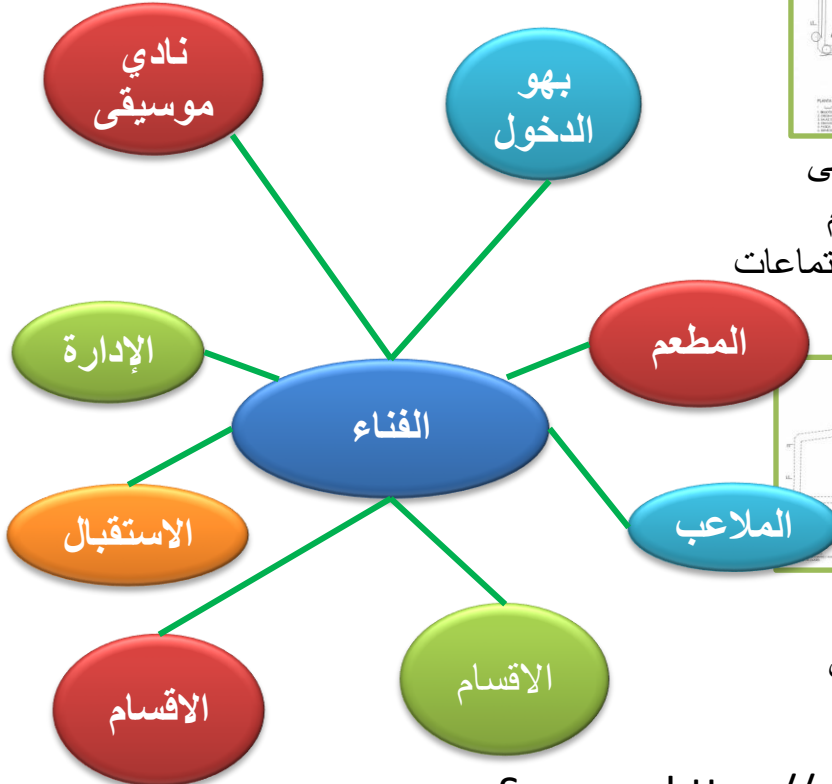 نادي
موسيقى
بهو
الدخول
تماعات
الإدارة
المطعم
الفناء
الاستقبال
الملاعب
الاقسام
الاقسام